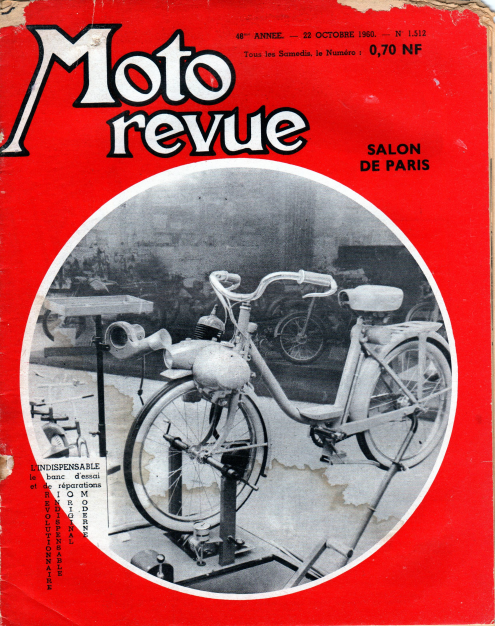 48me ANNÉE. — 22 OCTOBRE 1960. — N° 1.512
Tous les Samedis, le Numéro : 0,70 NF
Moto
revue
SALON
DE PARIS
L'INDISPENSABLE
le banc d'essai
et de réparations
RÉVOLUTIONNAIRE
INDISPENSABLE
ORIGINAL
MODERNE